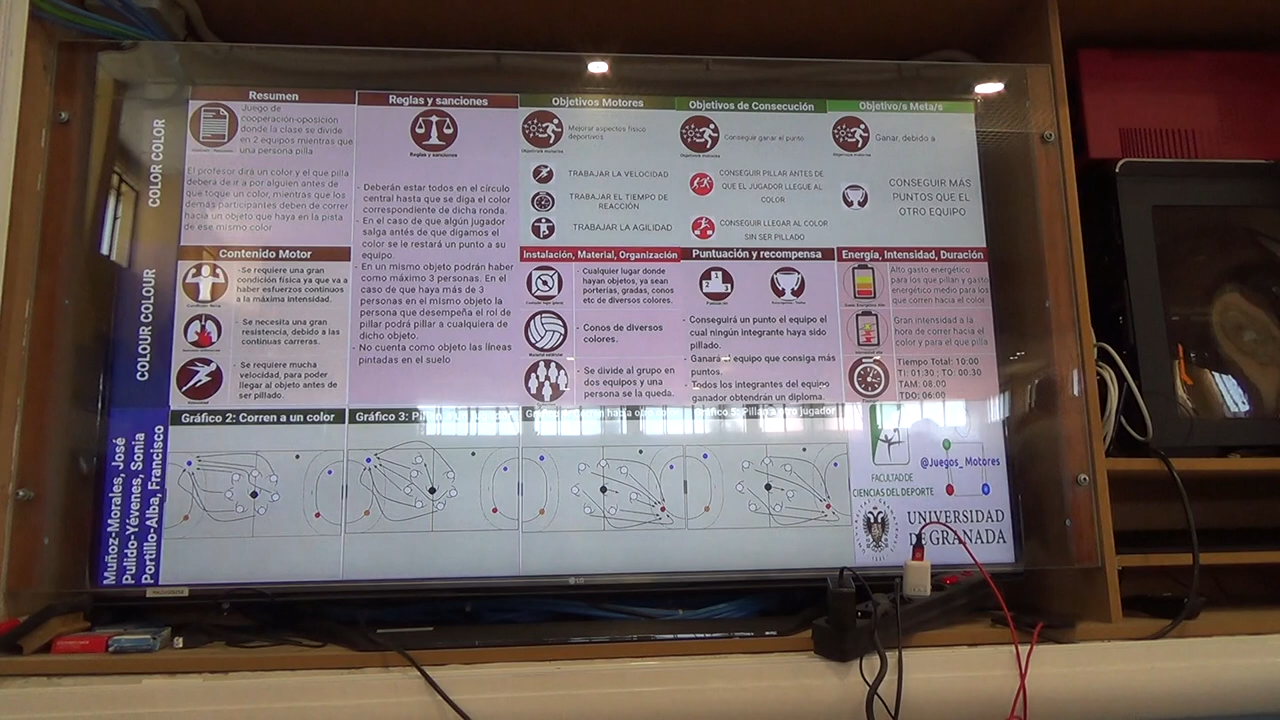 COLOR COLOR
COLOUR COLOUR
Muñoz-Morales, José
Pulido-Yévenes, Sonia
Portillo-Alba, Francisco
Resumen
Juego de
cooperación-oposición
donde la clase se divide
en 2 equipos mientras que
una persona pilla
El profesor dirá un color y el que pilla
deberá de ir a por alguien antes de
que toque un color, mientras que los
demás participantes deben de correr
hacia un objeto que haya en la pista
de ese mismo color
Reglas y sanciones
Reglas y sanciones
- Deberán estar todos en el círculo
central hasta que se diga el color
correspondiente de dicha ronda.
- En el caso de que algún jugador
salga antes de que digamos el
color se le restará un punto a su
equipo.
- En un mismo objeto podrán haber
como máximo 3 personas. En el
caso de que haya más de 3
personas en el mismo objeto la
persona que desempeña el rol de
pillar podrá pillar a cualquiera de
dicho objeto.
- No cuenta como objeto las líneas
pintadas en el suelo
Objetivos Motores
Mejorar aspectos físico
deportivos
Objetivos motores
TRABAJAR LA VELOCIDAD
TRABAJAR EL TIEMPO DE
REACCIÓN
TRABAJAR LA AGILIDAD
Objetivos de Consecución
Conseguir ganar el punto
Objetivos motores
CONSEGUIR PILLAR ANTES DE
QUE EL JUGADOR LLEGUE AL
COLOR
CONSEGUIR LLEGAR AL COLOR
SIN SER PILLADO
Objetivo/s Meta/s
Ganar, debido a
Objetivos motores
CONSEGUIR MÁS
PUNTOS QUE EL
OTRO EQUIPO
Contenido Motor
-Se requiere una gran
condición física ya que va a
haber esfuerzos continuos
a la máxima intensidad.
- Se necesita una gran
resistencia, debido a las
continuas carreras.
- Se requiere mucha
velocidad, para poder
llegar al objeto antes de
ser pillado.
Instalación, Material, Organización
- Cualquier lugar donde
hayan objetos, ya sean
porterías, gradas, conos
etc de diversos colores.
- Conos de diversos
colores.
- Se divide al grupo en
dos equipos y una
persona se la queda.
Puntuación y recompensa
- Conseguirá un punto el equipo el
cual ningún integrante haya sido
pillado.
- Ganará el equipo que consiga más
puntos.
- Todos los integrantes del equipo
ganador obtendrán un diploma.
Energía, Intensidad, Duración
Alto gasto energético
para los que pillan y gasto
energético medio para los
que corren hacia el color
Gran intensidad a la
hora de correr hacia el
color y para el que pilla
Tiempo Total: 10:00
TI: 01:30 ; TO: 00:30
TAM: 08:00
TDO: 06:00
Gráfico 2: Corren a un color
Gráfico 3:
Gráfico 5: Pillan a otro jugador
@Juegos_Motores
FACULTAD DE
CIENCIAS DEL DEPORTE
UNIVERSIDAD
DE GRANADA
LG